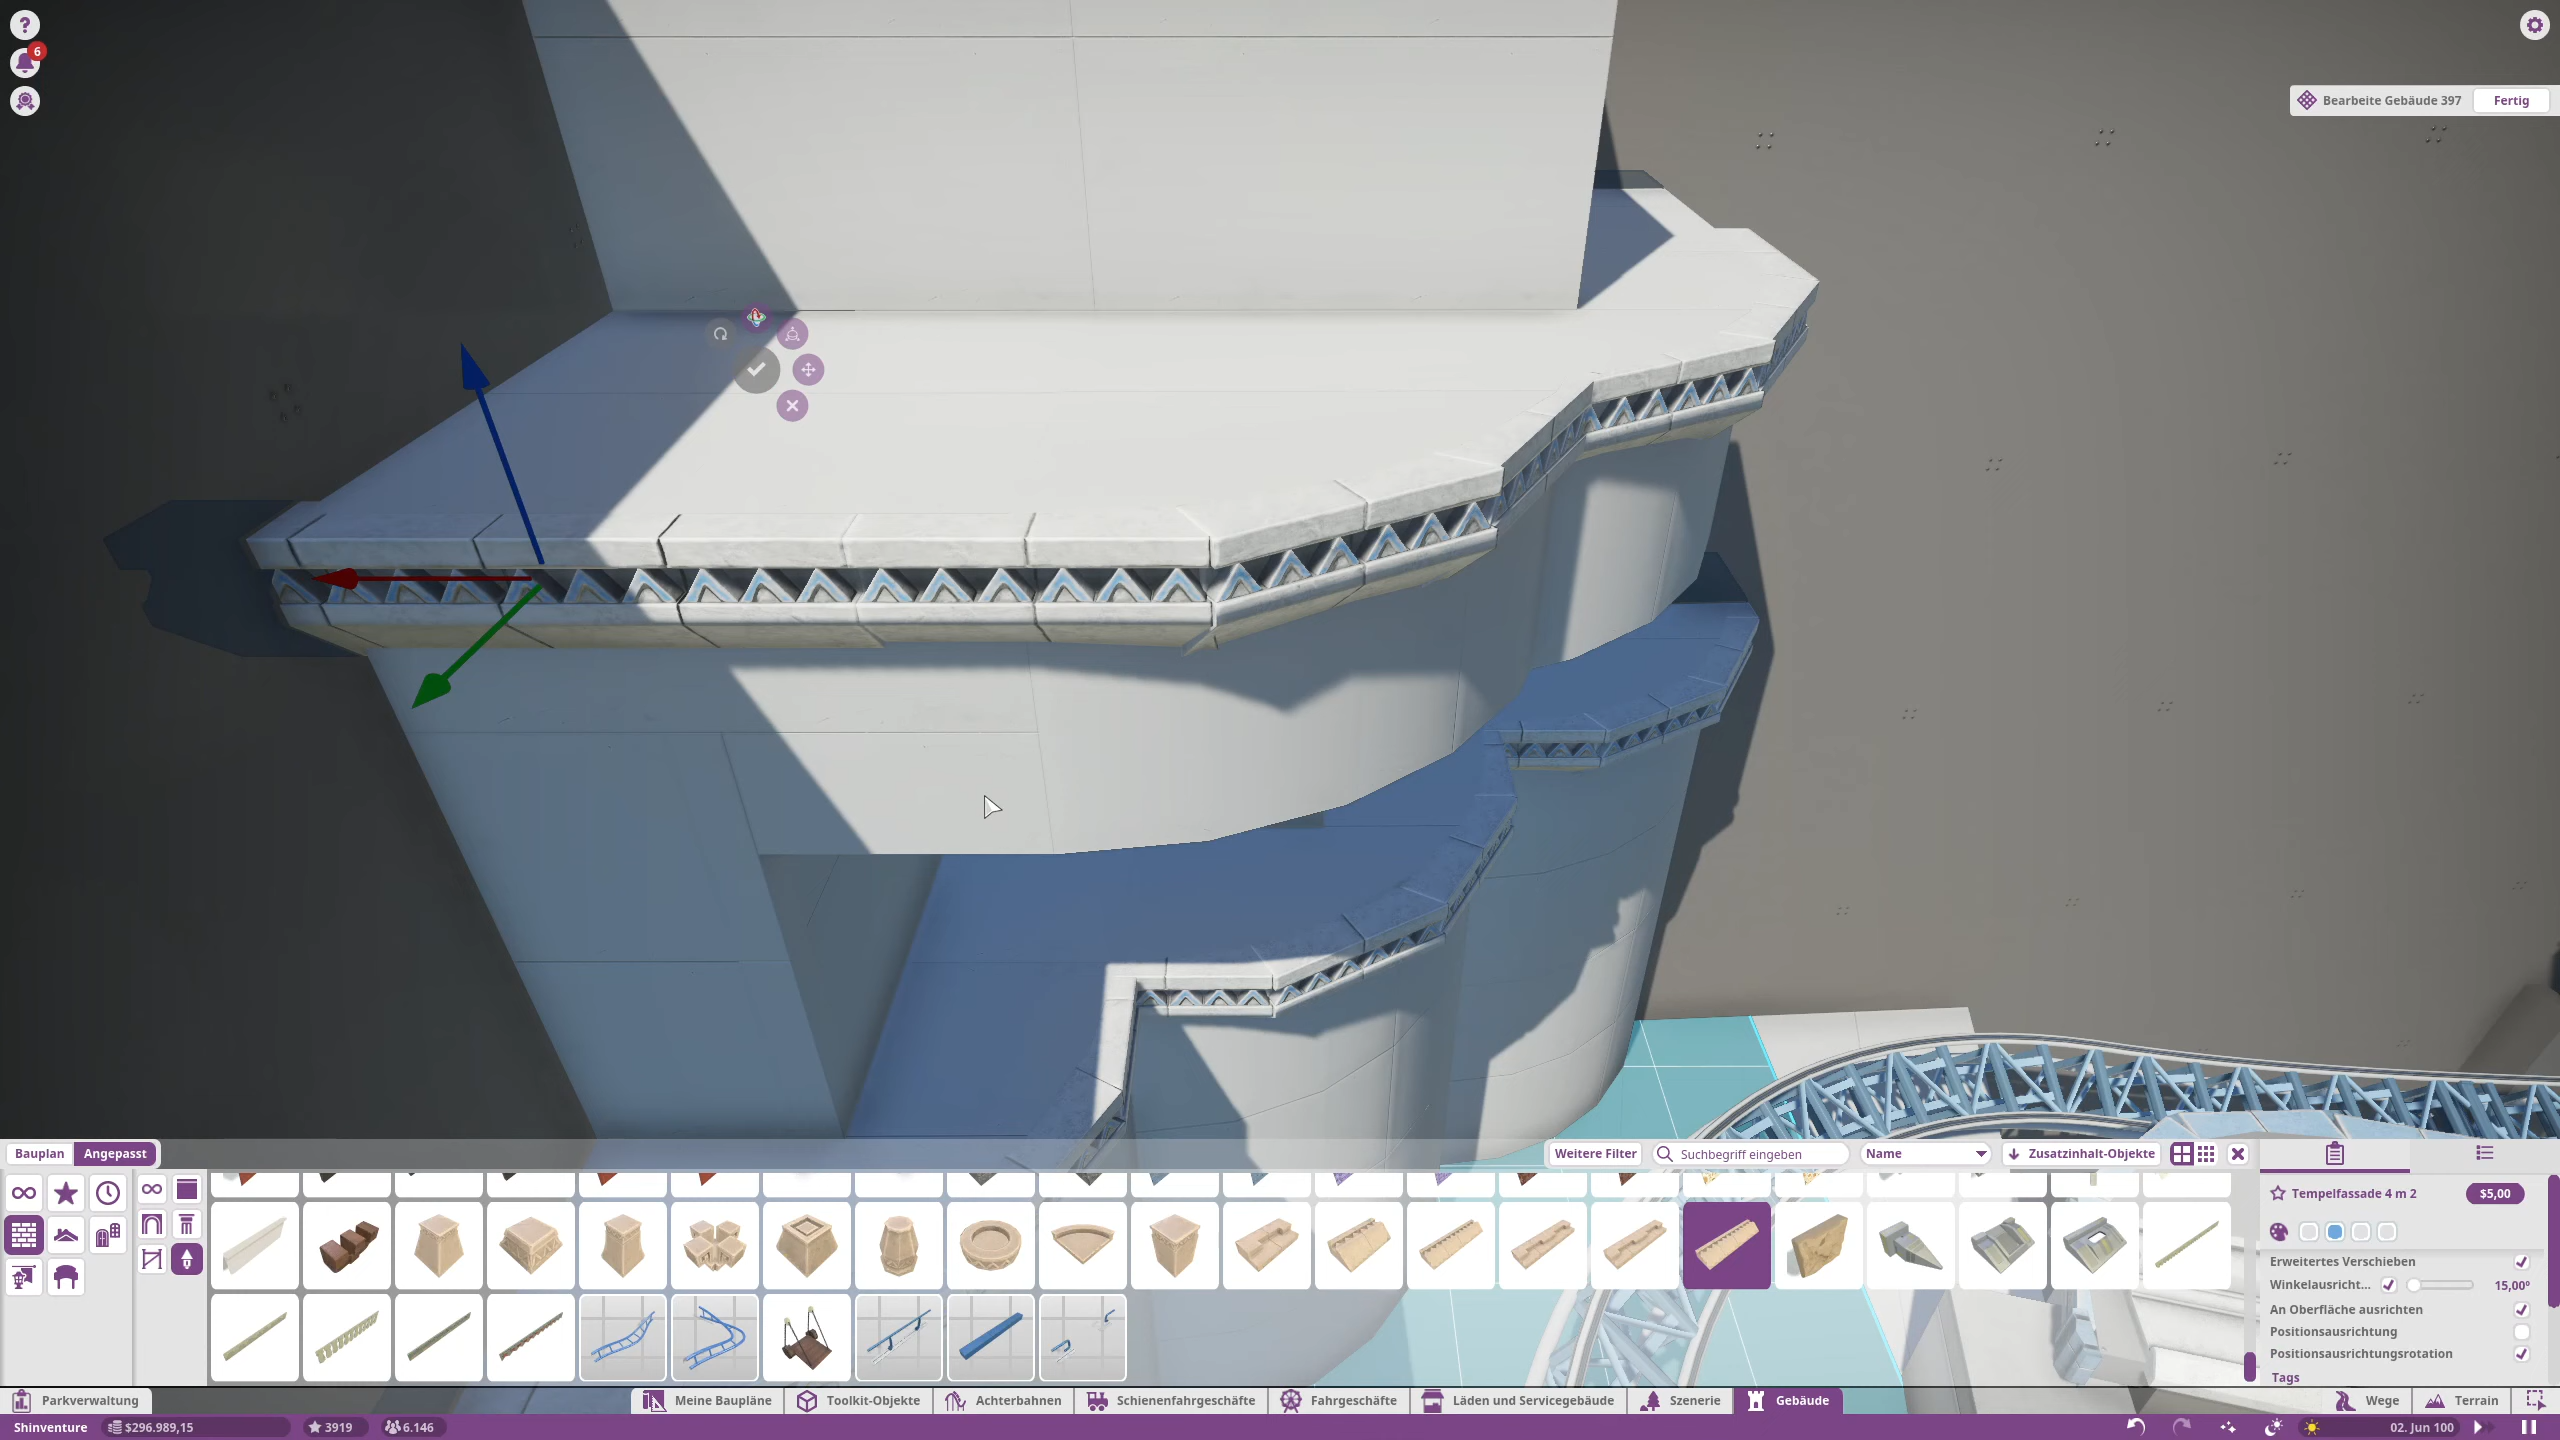 ?
6
Bearbeite Gebäude 397
Fertig
Bauplan
Angepasst
Weitere Filter
Suchbegriff eingeben
Name
Zusatzinhalt-Objekte
Tempelfassade 4 m 2
$5,00
Erweitertes Verschieben
Winkelausricht...
15,00°
An Oberfläche ausrichten
Positionsausrichtung
Positionsausrichtungsrotation
Tags
Parkverwaltung
Meine Baupläne
Toolkit-Objekte
Achterbahnen
Schienenfahrgeschäfte
Fahrgeschäfte
Läden und Servicegebäude
Szenerie
Gebäude
Wege
Terrain
Shinventure
$296.989,15
3919
6.146
02. Jun 100